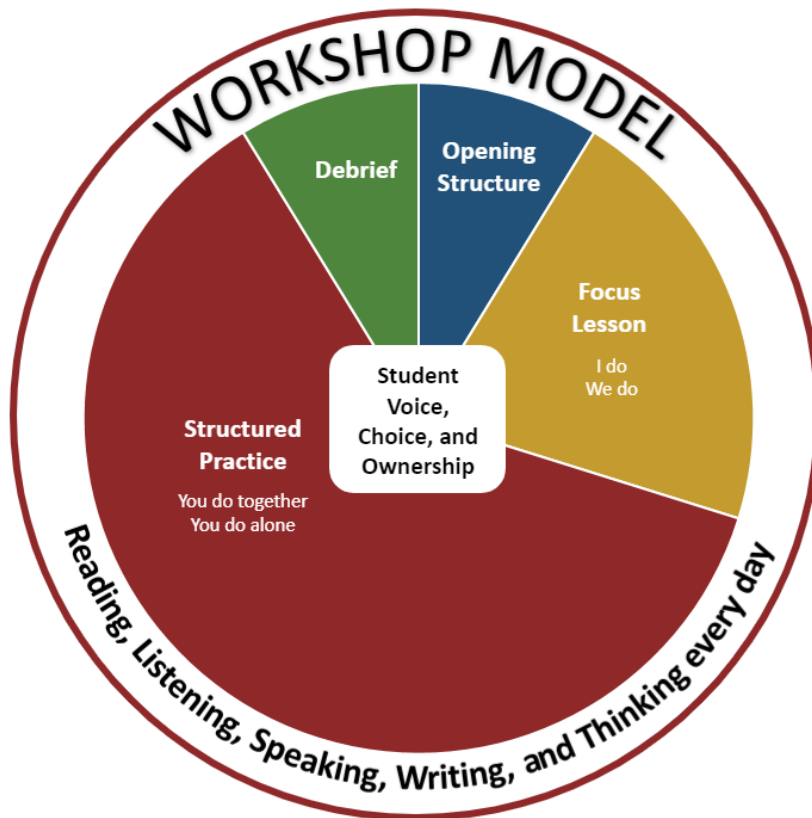 WORKSHOP MODEL
Debrief
Opening
Structure
Focus
Lesson
I do
We do
Student
Voice,
Choice, and
Ownership
Structured
Practice
You do together
You do alone
Reading, Listening, Speaking, Writing, and Thinking every day